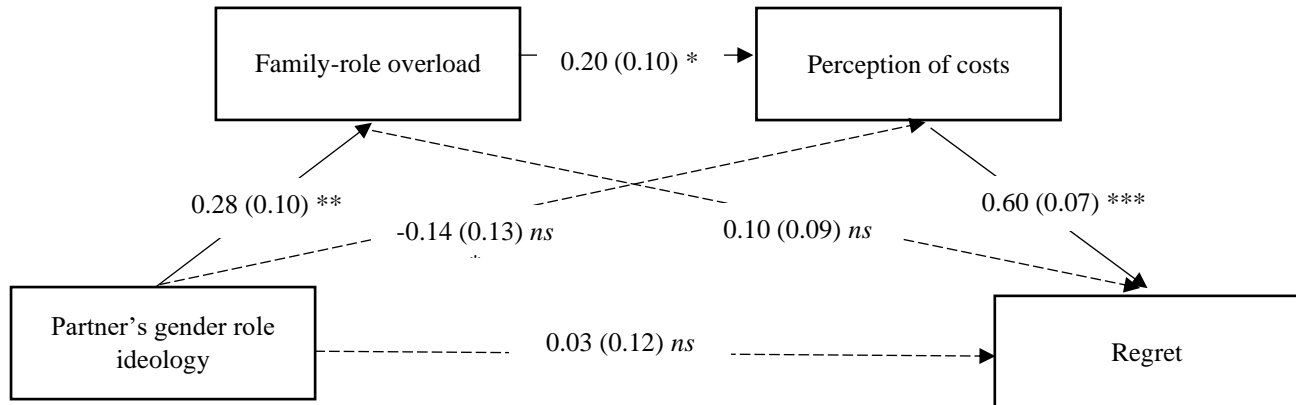 Family-role overload
0.20 (0.10) *
Perception of costs
0.28 (0.10) **
-0.14 (0.13) ns
*
0.10 (0.09) ns
0.60 (0.07) ***
Partner’s gender role
ideology
0.03 (0.12) ns
Regret